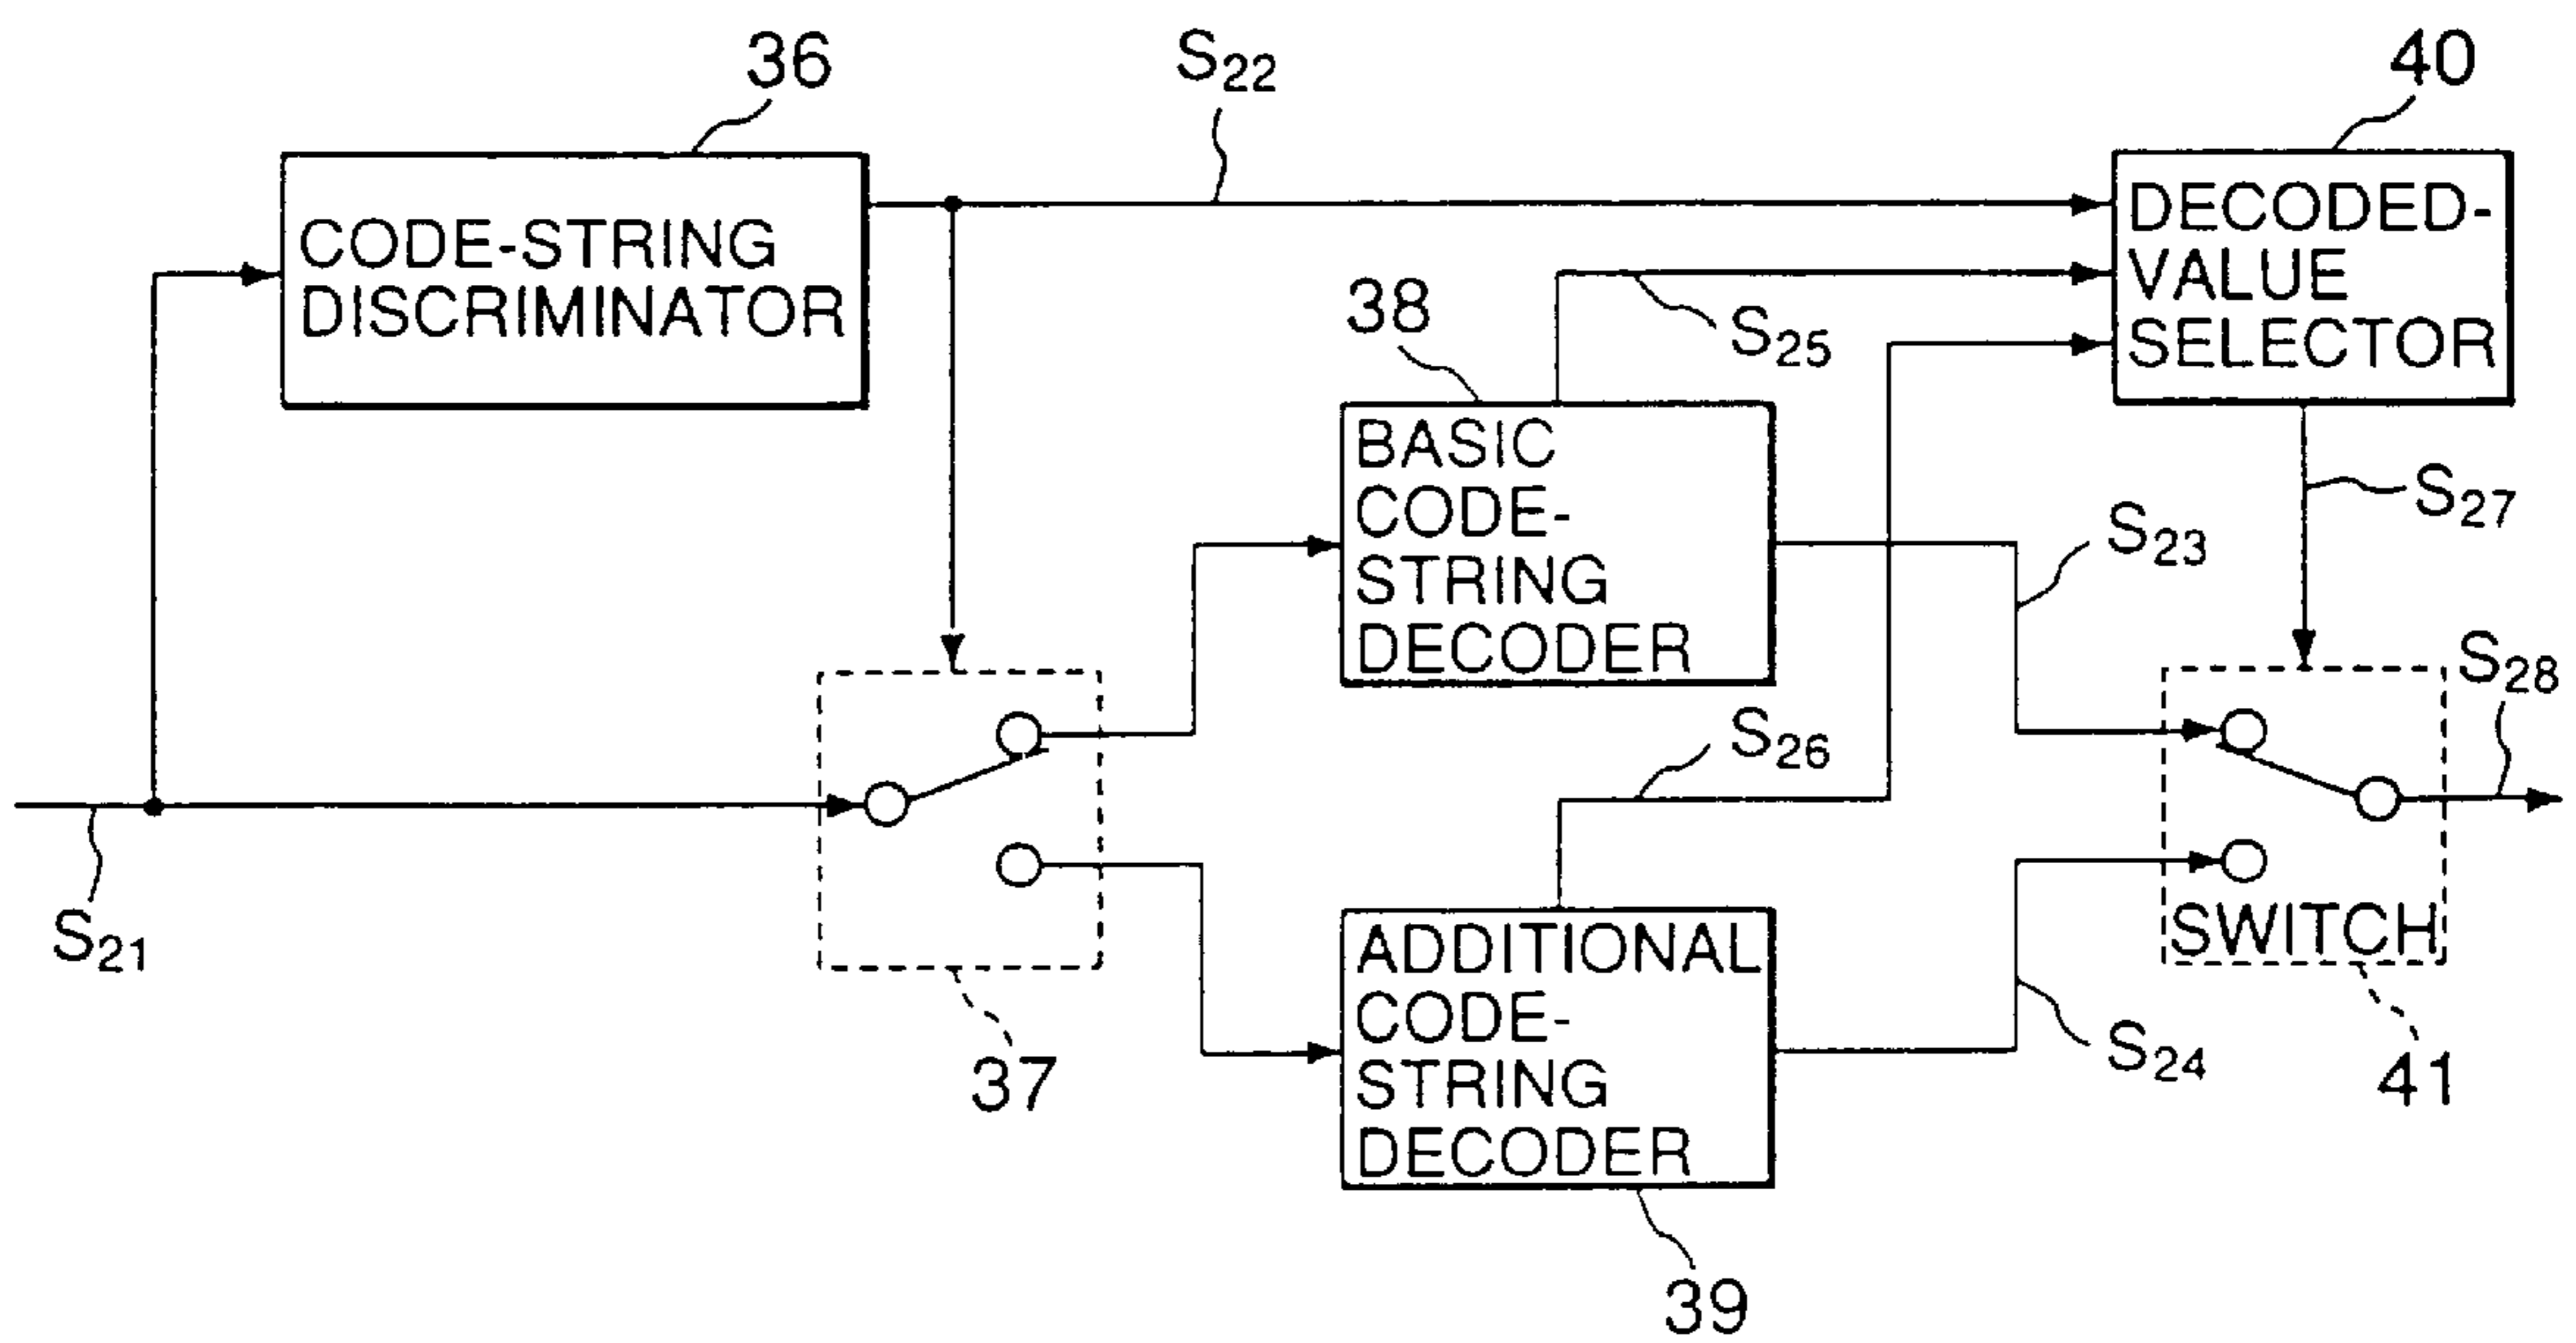 36
S22
40
CODE-STRING
DISCRIMINATOR
DECODED-
VALUE
SELECTOR
38
S25
BASIC
CODE-
STRING
DECODER
S27
S23
S28
S26
S21
SWITCH
ADDITIONAL
CODE-
STRING
DECODER
S24
37
41
39